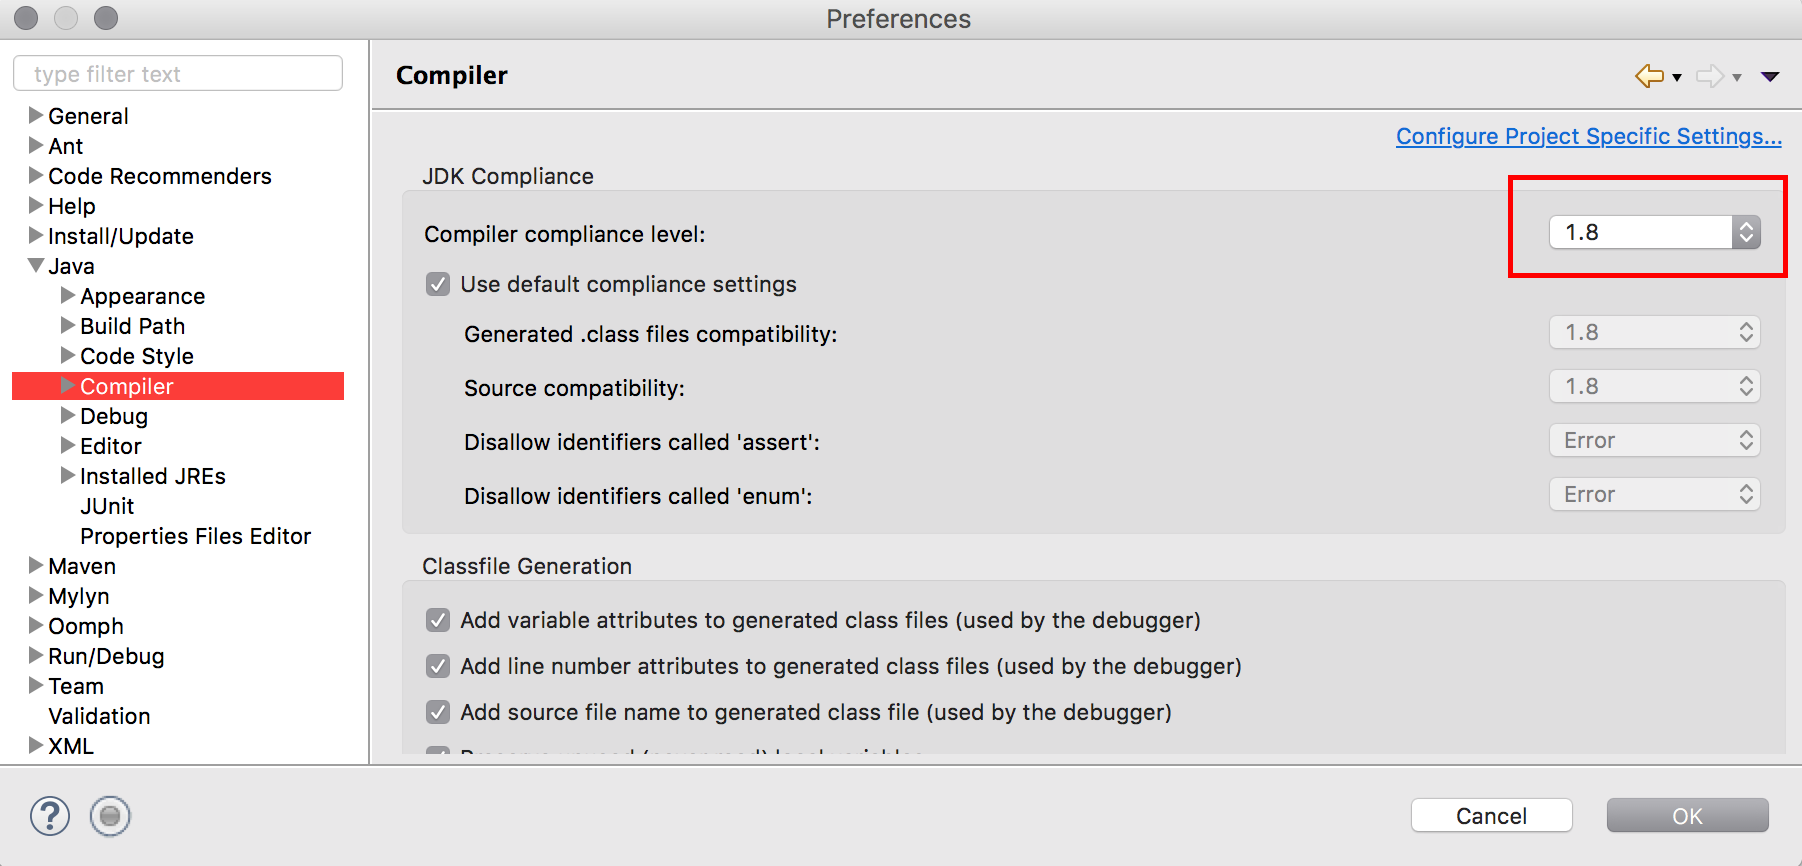 Preferences
type filter text
General
Ant
Code Recommenders
Help
Install/Update
Java
Appearance
Build Path
Code Style
Compiler
Debug
Editor
Installed JREs
JUnit
Properties Files Editor
Maven
Mylyn
Oomph
Run/Debug
Team
Validation
XML
Compiler
Configure Project Specific Settings...
JDK Compliance
Compiler compliance level: 1.8
Use default compliance settings
Generated .class files compatibility: 1.8
Source compatibility: 1.8
Disallow identifiers called 'assert': Error
Disallow identifiers called 'enum': Error
Classfile Generation
Add variable attributes to generated class files (used by the debugger)
Add line number attributes to generated class files (used by the debugger)
Add source file name to generated class file (used by the debugger)
?
Cancel
OK